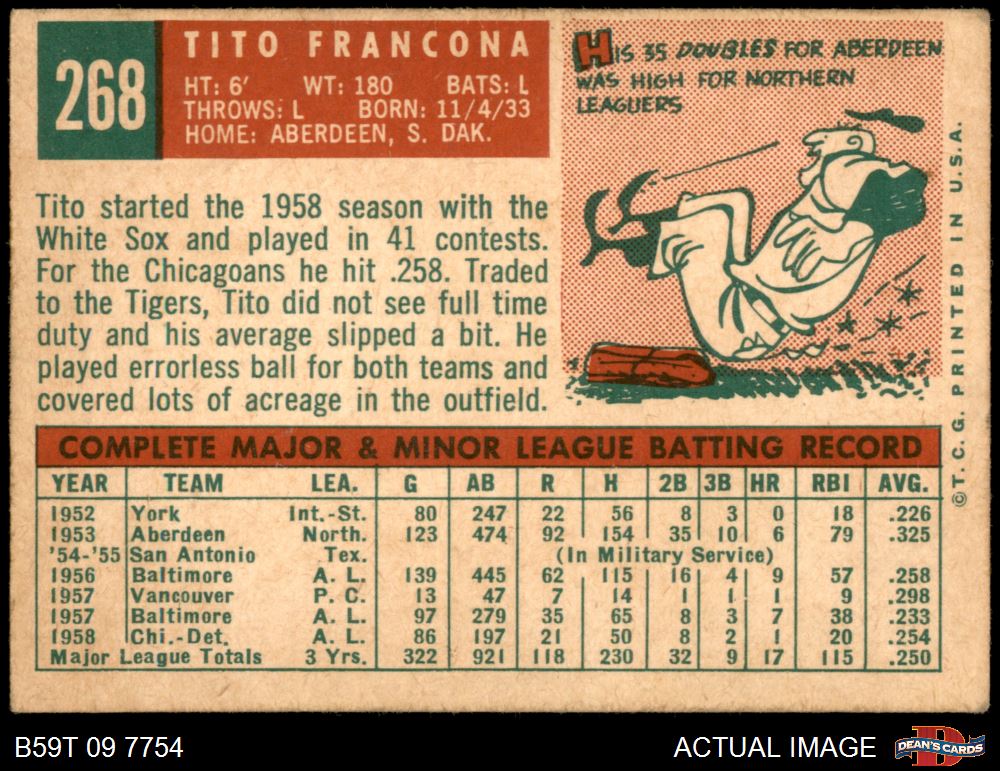 268
TITO FRANCONA
HT: 6' WT: 180 BATS: L
THROWS: L BORN: 11/4/33
HOME: ABERDEEN, S. DAK.
HIS 35 DOUBLES FOR ABERDEEN
WAS HIGH FOR NORTHERN
LEAGUERS
Tito started the 1958 season with the
White Sox and played in 41 contests.
For the Chicagoans he hit .258. Traded
to the Tigers, Tito did not see full time
duty and his average slipped a bit. He
played errorless ball for both teams and
covered lots of acreage in the outfield.
©T. C. G. PRINTED IN U.S.A.
COMPLETE MAJOR & MINOR LEAGUE BATTING RECORD
YEAR TEAM LEA. G AB R H 2B 3B HR RBI AVG.
1952 York Int.-St. 80 247 22 56 8 3 0 18 .226
1953 Aberdeen North. 123 474 92 154 35 10 6 79 .325
'54-'55 San Antonio Tex. (In Military Service)
1956 Baltimore A. L. 139 445 62 115 16 4 9 57 .258
1957 Vancouver P. C. 13 47 7 14 1 1 1 9 .298
1957 Baltimore A. L. 97 279 35 65 8 3 7 38 .233
1958 Chi.-Det. A. L. 86 197 21 50 8 2 1 20 .254
Major League Totals 3 Yrs. 322 921 118 230 32 9 17 115 .250
B59T 09 7754
ACTUAL IMAGE
DEAN'S CARDS